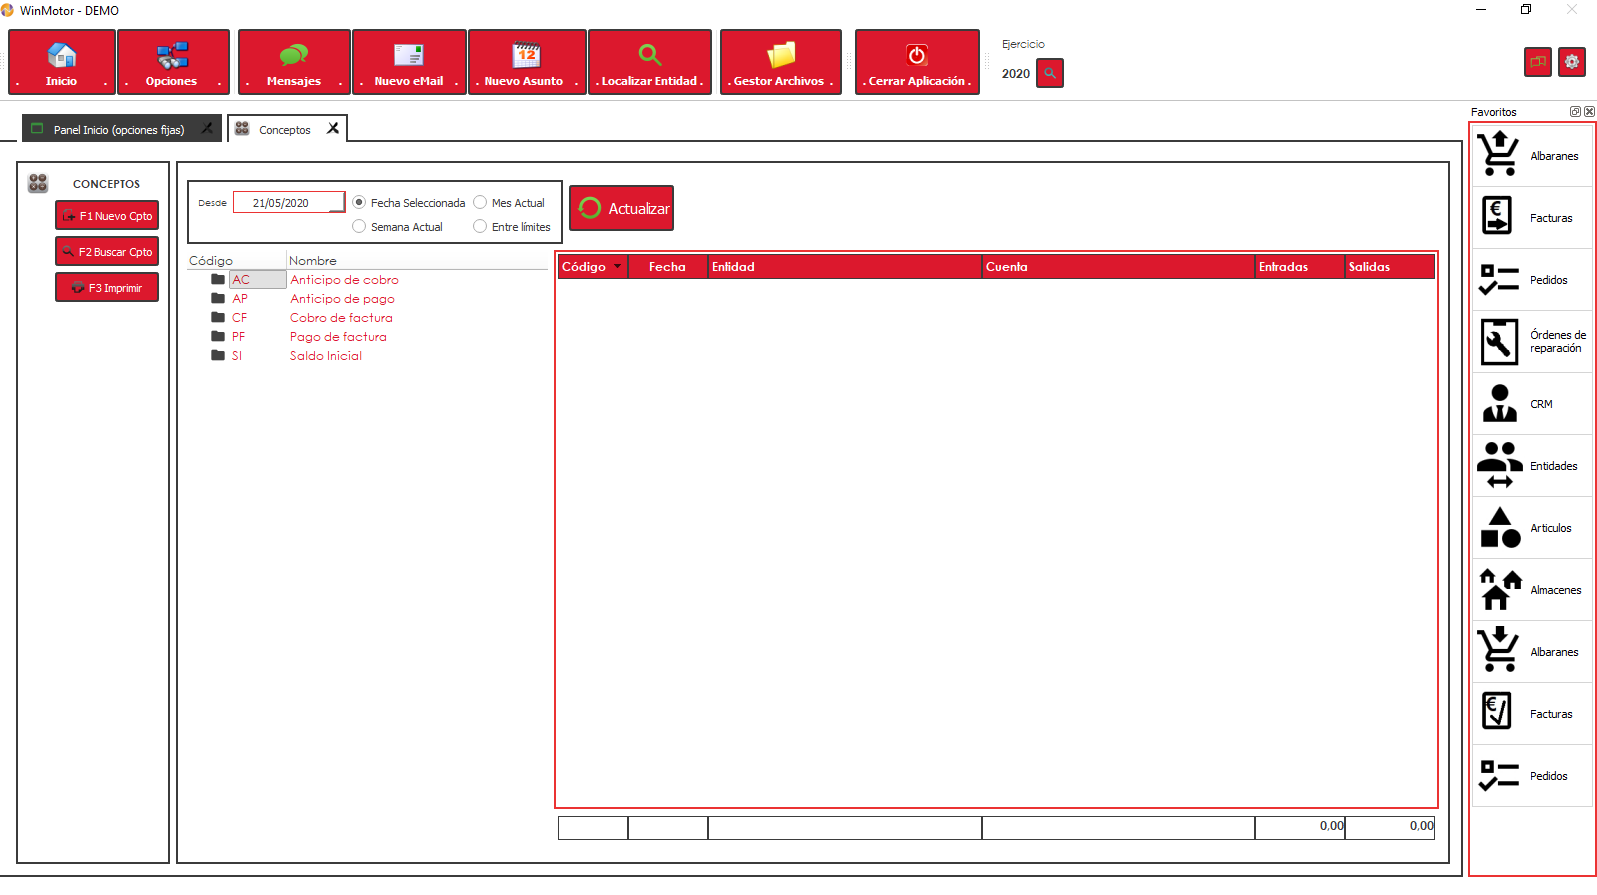 WinMotor - DEMO
. Inicio .
. Opciones .
. Mensajes .
. Nuevo eMail .
. Nuevo Asunto .
. Localizar Entidad .
. Gestor Archivos .
. Cerrar Aplicación .
Ejercicio
2020
12
Panel Inicio (opciones fijas)
Conceptos
CONCEPTOS
F1 Nuevo Cpto
F2 Buscar Cpto
F3 Imprimir
Desde 21/05/2020
Fecha Seleccionada
Mes Actual
Semana Actual
Entre límites
Actualizar
Código Nombre
AC Anticipo de cobro
AP Anticipo de pago
CF Cobro de factura
PF Pago de factura
SI Saldo Inicial
Código Fecha Entidad Cuenta Entradas Salidas
0,00 0,00
Favoritos
Albaranes
€
Facturas
Pedidos
Órdenes de
reparación
CRM
Entidades
Articulos
Almacenes
Albaranes
€
Facturas
Pedidos